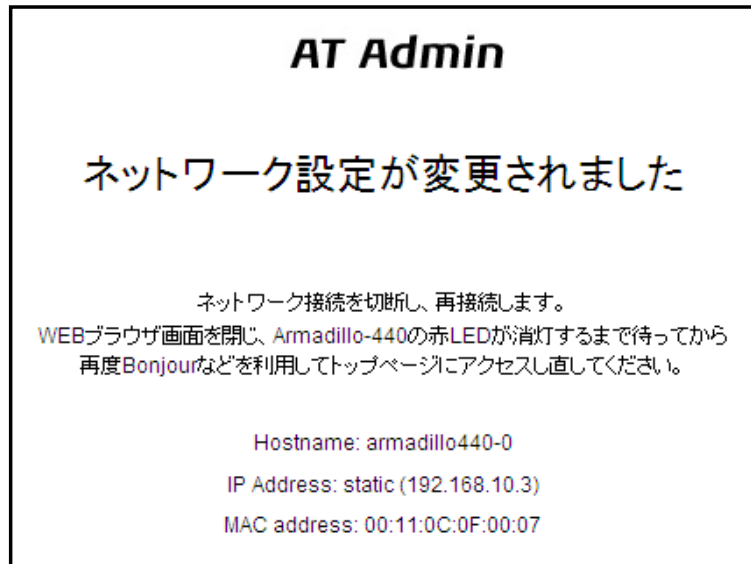 AT Admin
ネットワーク設定が変更されました
ネットワーク接続を切断し、再接続します。
WEBブラウザ画面を閉じ、Armadillo-440の赤LEDが消灯するまで待ってから
再度Bonjourなどを利用してトップページにアクセスし直してください。
Hostname: armadillo440-0
IP Address: static (192.168.10.3)
MAC address: 00:11:0C:0F:00:07